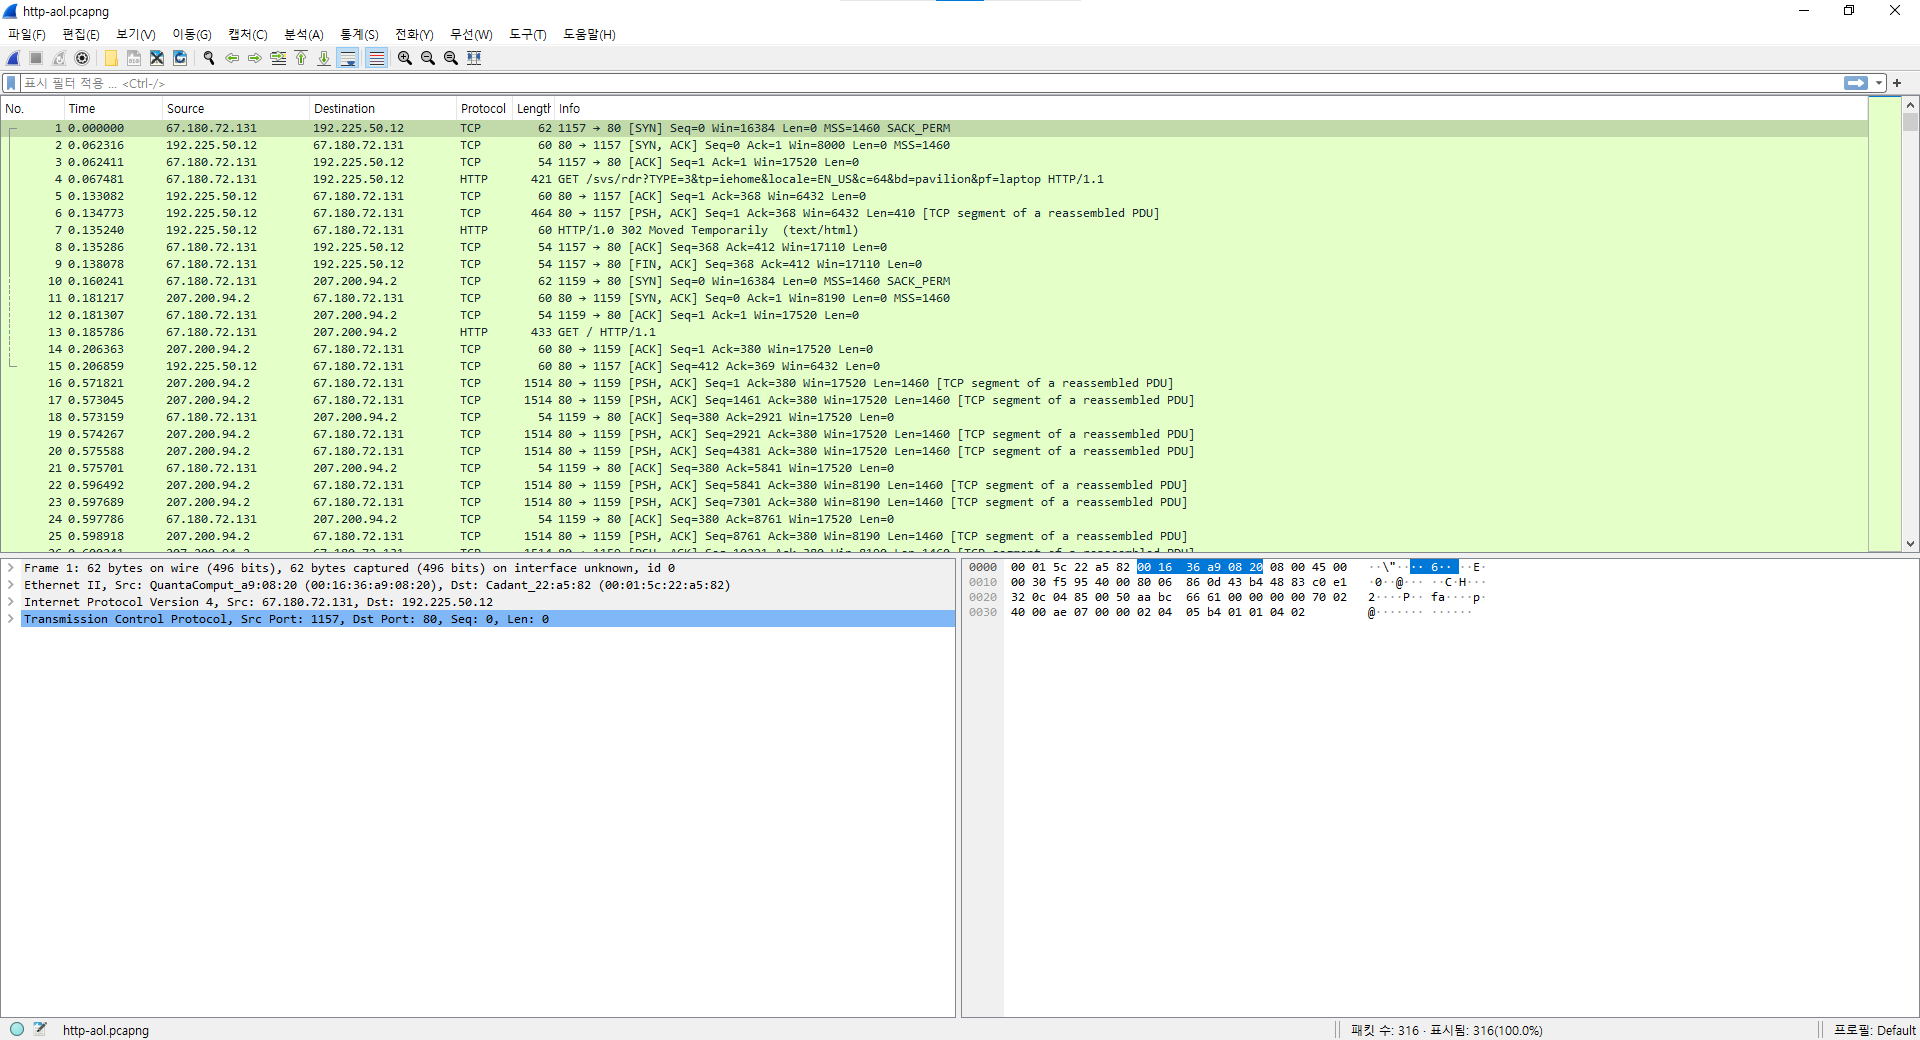 http-aol.pcapng
파일(F) 편집(E) 보기(V) 이동(G) 캡처(C) 분석(A) 통계(S) 전화(Y) 무선(W) 도구(T) 도움말(H)
표시 필터 적용 ... <Ctrl-/>
No. Time Source Destination Protocol Length Info
1 0.000000 67.180.72.131 192.225.50.12 TCP 62 1157 → 80 [SYN] Seq=0 Win=16384 Len=0 MSS=1460 SACK_PERM
2 0.062316 192.225.50.12 67.180.72.131 TCP 60 80 → 1157 [SYN, ACK] Seq=0 Ack=1 Win=8000 Len=0 MSS=1460
3 0.062411 67.180.72.131 192.225.50.12 TCP 54 1157 → 80 [ACK] Seq=1 Ack=1 Win=17520 Len=0
4 0.067481 67.180.72.131 192.225.50.12 HTTP 421 GET /svs/rdr?TYPE=3&tp=iehome&locale=EN_US&c=64&bd=pavilion&pf=laptop HTTP/1.1
5 0.133082 192.225.50.12 67.180.72.131 TCP 60 80 → 1157 [ACK] Seq=1 Ack=368 Win=6432 Len=0
6 0.134773 192.225.50.12 67.180.72.131 TCP 464 80 → 1157 [PSH, ACK] Seq=1 Ack=368 Win=6432 Len=410 [TCP segment of a reassembled PDU]
7 0.135240 192.225.50.12 67.180.72.131 HTTP 60 HTTP/1.0 302 Moved Temporarily  (text/html)
8 0.135286 67.180.72.131 192.225.50.12 TCP 54 1157 → 80 [ACK] Seq=368 Ack=412 Win=17110 Len=0
9 0.138078 67.180.72.131 192.225.50.12 TCP 54 1157 → 80 [FIN, ACK] Seq=368 Ack=412 Win=17110 Len=0
10 0.160241 67.180.72.131 207.200.94.2 TCP 62 1159 → 80 [SYN] Seq=0 Win=16384 Len=0 MSS=1460 SACK_PERM
11 0.181217 207.200.94.2 67.180.72.131 TCP 60 80 → 1159 [SYN, ACK] Seq=0 Ack=1 Win=8190 Len=0 MSS=1460
12 0.181307 67.180.72.131 207.200.94.2 TCP 54 1159 → 80 [ACK] Seq=1 Ack=1 Win=17520 Len=0
13 0.185786 67.180.72.131 207.200.94.2 HTTP 433 GET / HTTP/1.1
14 0.206363 207.200.94.2 67.180.72.131 TCP 60 80 → 1159 [ACK] Seq=1 Ack=380 Win=17520 Len=0
15 0.206859 192.225.50.12 67.180.72.131 TCP 60 80 → 1157 [ACK] Seq=412 Ack=369 Win=6432 Len=0
16 0.571821 207.200.94.2 67.180.72.131 TCP 1514 80 → 1159 [PSH, ACK] Seq=1 Ack=380 Win=17520 Len=1460 [TCP segment of a reassembled PDU]
17 0.573045 207.200.94.2 67.180.72.131 TCP 1514 80 → 1159 [PSH, ACK] Seq=1461 Ack=380 Win=17520 Len=1460 [TCP segment of a reassembled PDU]
18 0.573159 67.180.72.131 207.200.94.2 TCP 54 1159 → 80 [ACK] Seq=380 Ack=2921 Win=17520 Len=0
19 0.574267 207.200.94.2 67.180.72.131 TCP 1514 80 → 1159 [PSH, ACK] Seq=2921 Ack=380 Win=17520 Len=1460 [TCP segment of a reassembled PDU]
20 0.575588 207.200.94.2 67.180.72.131 TCP 1514 80 → 1159 [PSH, ACK] Seq=4381 Ack=380 Win=17520 Len=1460 [TCP segment of a reassembled PDU]
21 0.575701 67.180.72.131 207.200.94.2 TCP 54 1159 → 80 [ACK] Seq=380 Ack=5841 Win=17520 Len=0
22 0.596492 207.200.94.2 67.180.72.131 TCP 1514 80 → 1159 [PSH, ACK] Seq=5841 Ack=380 Win=8190 Len=1460 [TCP segment of a reassembled PDU]
23 0.597689 207.200.94.2 67.180.72.131 TCP 1514 80 → 1159 [PSH, ACK] Seq=7301 Ack=380 Win=8190 Len=1460 [TCP segment of a reassembled PDU]
24 0.597786 67.180.72.131 207.200.94.2 TCP 54 1159 → 80 [ACK] Seq=380 Ack=8761 Win=17520 Len=0
25 0.598918 207.200.94.2 67.180.72.131 TCP 1514 80 → 1159 [PSH, ACK] Seq=8761 Ack=380 Win=8190 Len=1460 [TCP segment of a reassembled PDU]
Frame 1: 62 bytes on wire (496 bits), 62 bytes captured (496 bits) on interface unknown, id 0
Ethernet II, Src: QuantaComput_a9:08:20 (00:16:36:a9:08:20), Dst: Cadant_22:a5:82 (00:01:5c:22:a5:82)
Internet Protocol Version 4, Src: 67.180.72.131, Dst: 192.225.50.12
Transmission Control Protocol, Src Port: 1157, Dst Port: 80, Seq: 0, Len: 0
0000 00 01 5c 22 a5 82 00 16 36 a9 08 20 08 00 45 00 ··\"···· 6·· ··E·
0010 00 30 f5 95 40 00 80 06 86 0d 43 b4 48 83 c0 e1 ·0··@··· ··C·H···
0020 32 0c 04 85 00 50 aa bc 66 61 00 00 00 00 70 02 2····P·· fa····p·
0030 40 00 ae 07 00 00 02 04 05 b4 01 01 04 02 @······· ······
http-aol.pcapng
패킷 수: 316 · 표시됨: 316(100.0%)
프로필: Default